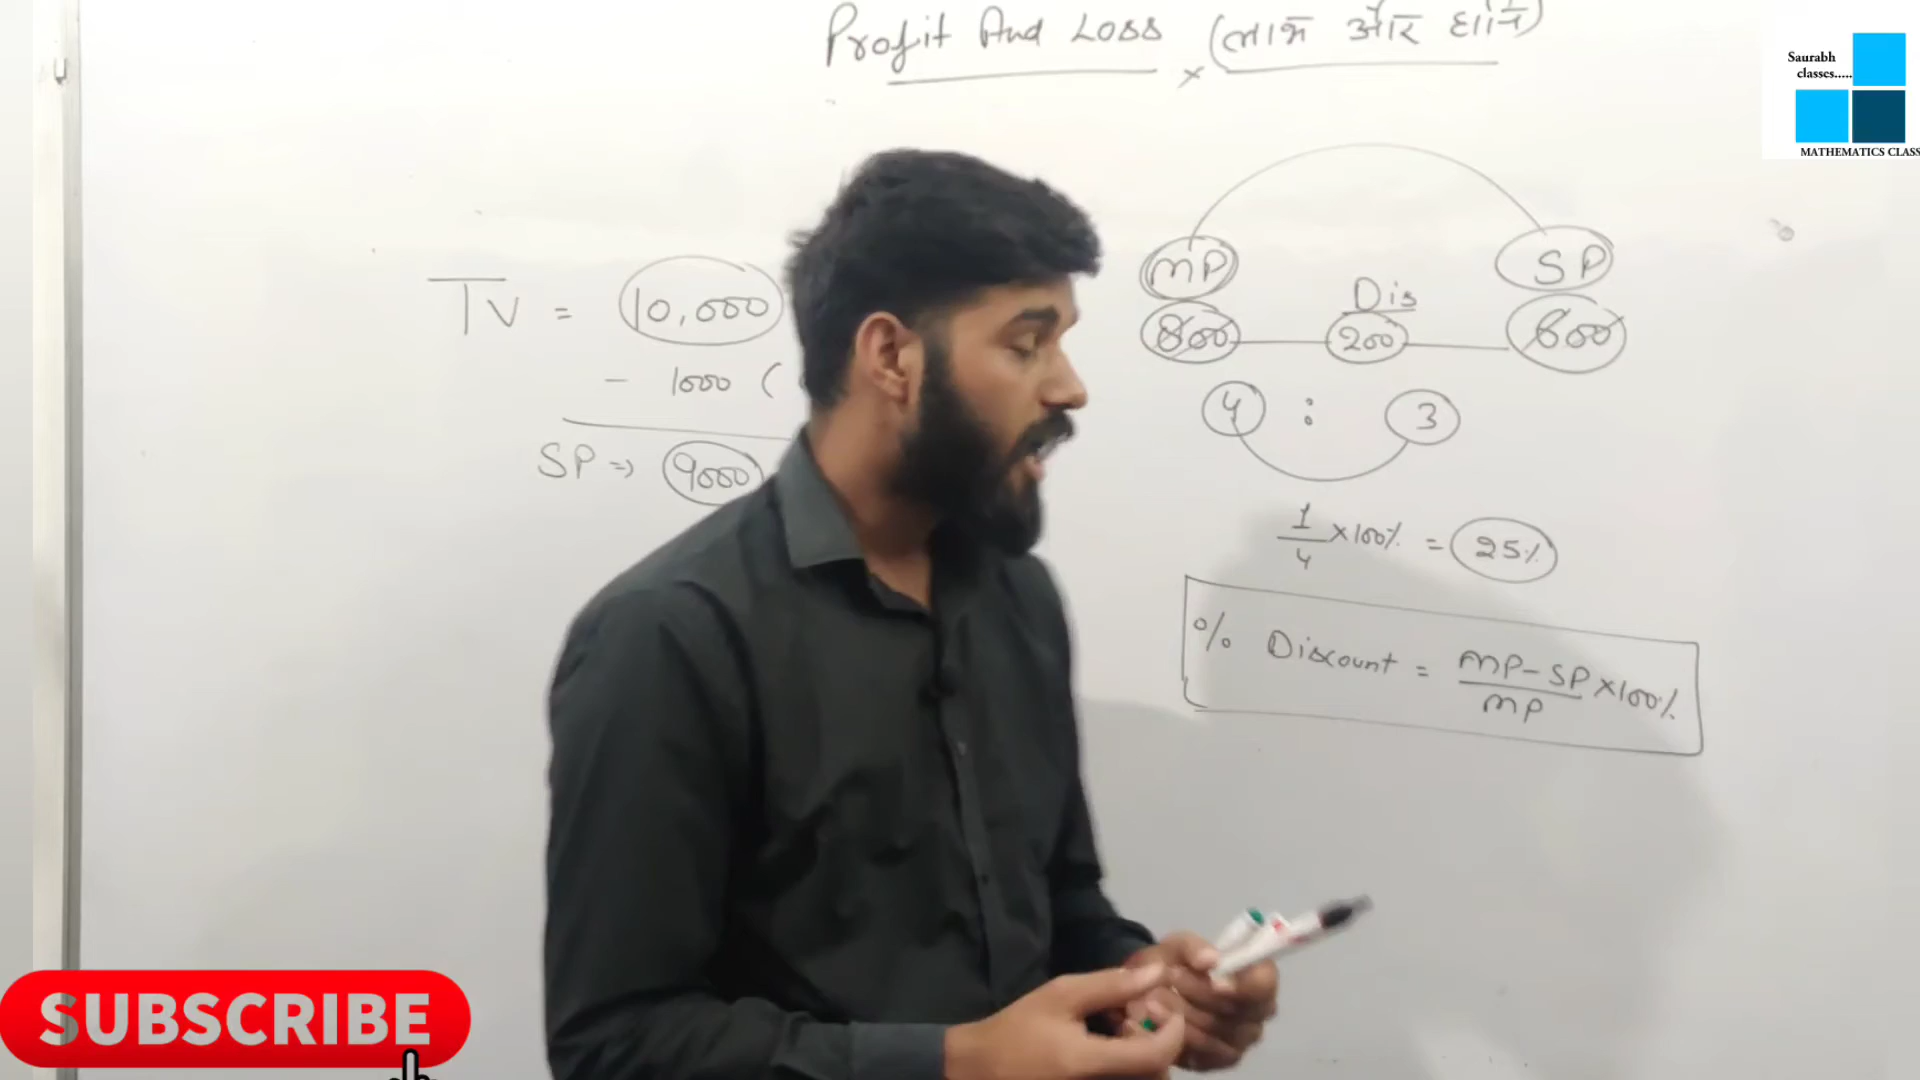 Profit And Loss (लाभ और हानि)
Saurabh
classes.....
MATHEMATICS CLASS
TV = 10,000
- 1000 (
SP => 9000
MP Dis SP
800 200 600
4 : 3
1/4 ×100% = 25%
% Discount = MP-SP/MP ×100%
SUBSCRIBE